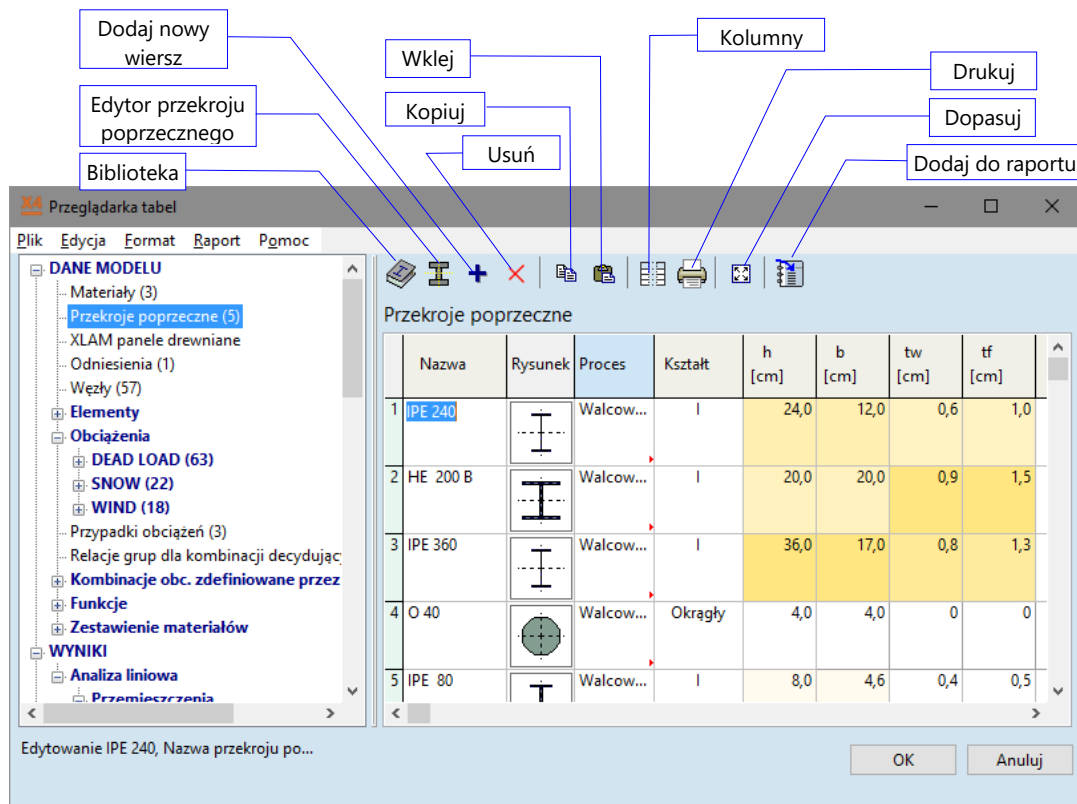 Dodaj nowy
wiersz
Wklej
Kolumny
Drukuj
Edytor przekroju
poprzecznego
Kopiuj
Dopasuj
Usuń
Biblioteka
Dodaj do raportu
X4 Przeglądarka tabel
Plik Edycja Format Raport Pomoc
DANE MODELU
Materiały (3)
Przekroje poprzeczne (5)
XLAM panele drewniane
Odniesienia (1)
Węzły (57)
Elementy
Obciążenia
DEAD LOAD (63)
SNOW (22)
WIND (18)
Przypadki obciążeń (3)
Relacje grup dla kombinacji decydując
Kombinacje obc. zdefiniowane przez
Funkcje
Zestawienie materiałów
WYNIKI
Analiza liniowa
Przemieszczenia
Przekroje poprzeczne
Nazwa Rysunek Proces Kształt h [cm] b [cm] tw [cm] tf [cm]
1 IPE 240 Walcow... I 24,0 12,0 0,6 1,0
2 HE 200 B Walcow... I 20,0 20,0 0,9 1,5
3 IPE 360 Walcow... I 36,0 17,0 0,8 1,3
4 O 40 Walcow... Okrągły 4,0 4,0 0 0
5 IPE 80 Walcow... I 8,0 4,6 0,4 0,5
Edytowanie IPE 240, Nazwa przekroju po...
OK Anuluj